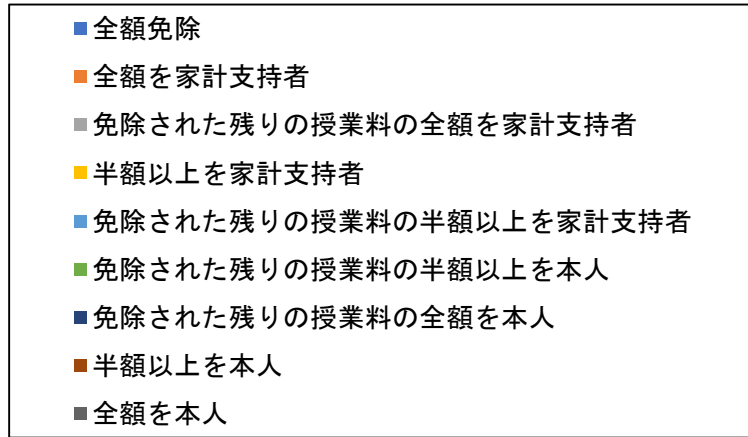 全額免除
全額を家計支持者
免除された残りの授業料の全額を家計支持者
半額以上を家計支持者
免除された残りの授業料の半額以上を家計支持者
免除された残りの授業料の半額以上を本人
免除された残りの授業料の全額を本人
半額以上を本人
全額を本人